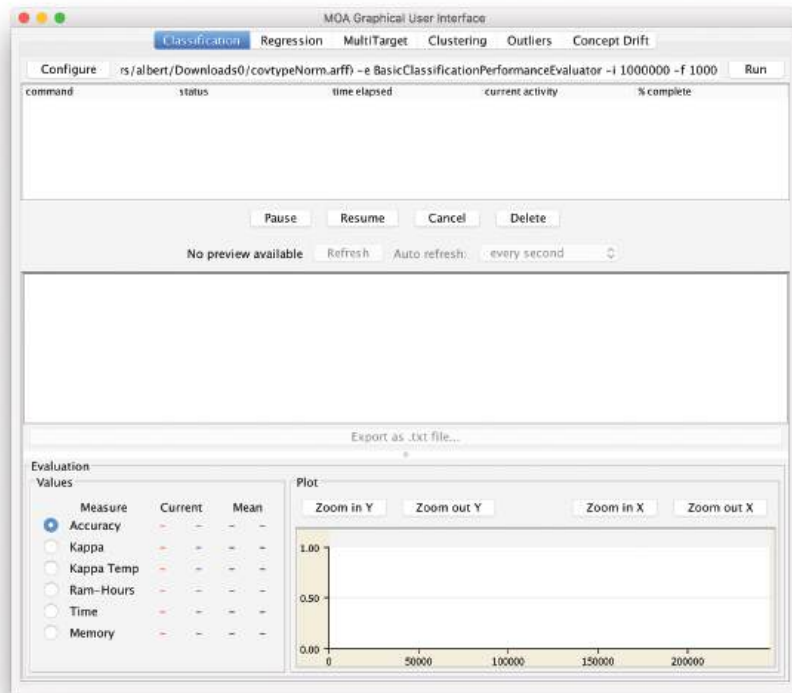 MOA Graphical User Interface
Classification Regression MultiTarget Clustering Outliers Concept Drift
Configure rs/albert/Downloads0/covtypeNorm.arff) -e BasicClassificationPerformanceEvaluator -i 1000000 -f 1000 Run
command status time elapsed current activity % complete
Pause Resume Cancel Delete
No preview available Refresh Auto refresh: every second
Export as .txt file...
Evaluation
Values
Measure Current Mean
Accuracy - - - -
Kappa - - - -
Kappa Temp - - - -
Ram-Hours - - - -
Time - - - -
Memory - - - -
Plot
Zoom in Y Zoom out Y Zoom in X Zoom out X
1.00
0.50
0.00
0 50000 100000 150000 200000